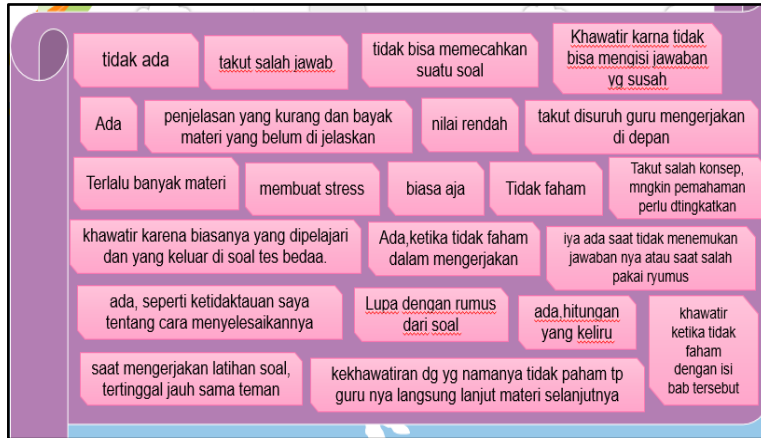 tidak ada
takut salah jawab
tidak bisa memecahkan
suatu soal
Khawatir karna tidak
bisa mengisi jawaban
yg susah
Ada
penjelasan yang kurang dan bayak
materi yang belum di jelaskan
nilai rendah
takut disuruh guru mengerjakan
di depan
Terlalu banyak materi
membuat stress
biasa aja
Tidak faham
Takut salah konsep,
mngkin pemahaman
perlu dtingkatkan
khawatir karena biasanya yang dipelajari
dan yang keluar di soal tes bedaa.
Ada,ketika tidak faham
dalam mengerjakan
iya ada saat tidak menemukan
jawaban nya atau saat salah
pakai ryumus
ada, seperti ketidaktauan saya
tentang cara menyelesaikannya
Lupa dengan rumus
dari soal
ada,hitungan
yang keliru
khawatir
ketika tidak
faham
dengan isi
bab tersebut
saat mengerjakan latihan soal,
tertinggal jauh sama teman
kekhawatiran dg yg namanya tidak paham tp
guru nya langsung lanjut materi selanjutnya